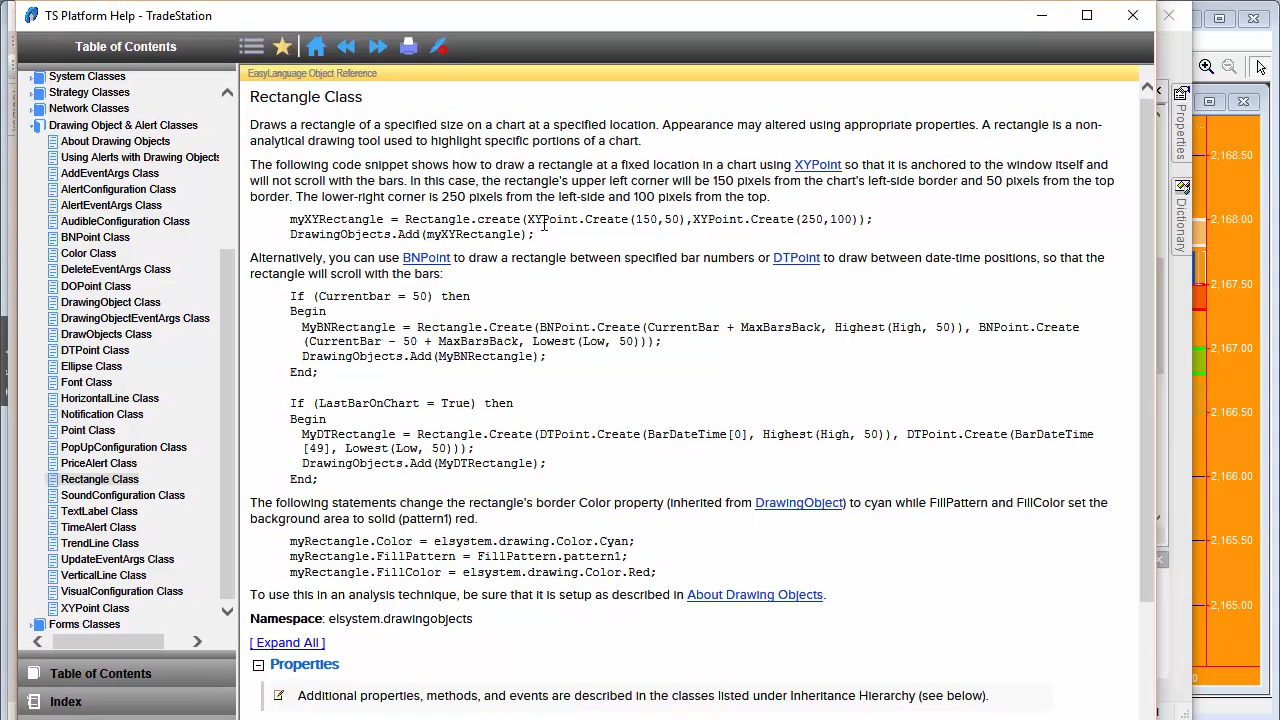 TS Platform Help - TradeStation
Table of Contents
System Classes
Strategy Classes
Network Classes
Drawing Object & Alert Classes
About Drawing Objects
Using Alerts with Drawing Objects
AddEventArgs Class
AlertConfiguration Class
AlertEventArgs Class
AudibleConfiguration Class
BNPoint Class
Color Class
DeleteEventArgs Class
DOPoint Class
DrawingObject Class
DrawingObjectEventArgs Class
DrawObjects Class
DTPoint Class
Ellipse Class
Font Class
HorizontalLine Class
Notification Class
Point Class
PopUpConfiguration Class
PriceAlert Class
Rectangle Class
SoundConfiguration Class
TextLabel Class
TimeAlert Class
TrendLine Class
UpdateEventArgs Class
VerticalLine Class
VisualConfiguration Class
XYPoint Class
Forms Classes
Table of Contents
Index
EasyLanguage Object Reference
Rectangle Class
Draws a rectangle of a specified size on a chart at a specified location. Appearance may altered using appropriate properties. A rectangle is a non-
analytical drawing tool used to highlight specific portions of a chart.
The following code snippet shows how to draw a rectangle at a fixed location in a chart using XYPoint so that it is anchored to the window itself and
will not scroll with the bars. In this case, the rectangle's upper left corner will be 150 pixels from the chart's left-side border and 50 pixels from the top
border. The lower-right corner is 250 pixels from the left-side and 100 pixels from the top.
myXYRectangle = Rectangle.create(XYPoint.Create(150,50),XYPoint.Create(250,100));
DrawingObjects.Add(myXYRectangle);
Alternatively, you can use BNPoint to draw a rectangle between specified bar numbers or DTPoint to draw between date-time positions, so that the
rectangle will scroll with the bars:
If (Currentbar = 50) then
Begin
MyBNRectangle = Rectangle.Create(BNPoint.Create(CurrentBar + MaxBarsBack, Highest(High, 50)), BNPoint.Create
(CurrentBar - 50 + MaxBarsBack, Lowest(Low, 50)));
DrawingObjects.Add(MyBNRectangle);
End;
If (LastBarOnChart = True) then
Begin
MyDTRectangle = Rectangle.Create(DTPoint.Create(BarDateTime[0], Highest(High, 50)), DTPoint.Create(BarDateTime
[49], Lowest(Low, 50)));
DrawingObjects.Add(MyDTRectangle);
End;
The following statements change the rectangle's border Color property (inherited from DrawingObject) to cyan while FillPattern and FillColor set the
background area to solid (pattern1) red.
myRectangle.Color = elsystem.drawing.Color.Cyan;
myRectangle.FillPattern = FillPattern.pattern1;
myRectangle.FillColor = elsystem.drawing.Color.Red;
To use this in an analysis technique, be sure that it is setup as described in About Drawing Objects.
Namespace: elsystem.drawingobjects
[ Expand All ]
Properties
Additional properties, methods, and events are described in the classes listed under Inheritance Hierarchy (see below).
Properties
Dictionary
2,168.50
2,168.00
2,167.50
2,167.00
2,166.50
2,166.00
2,165.50
2,165.00